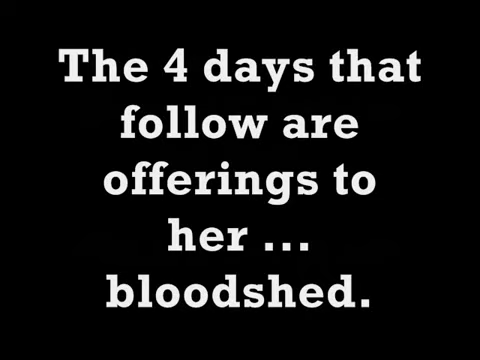 The 4 days that
follow are
offerings to
her ...
bloodshed.